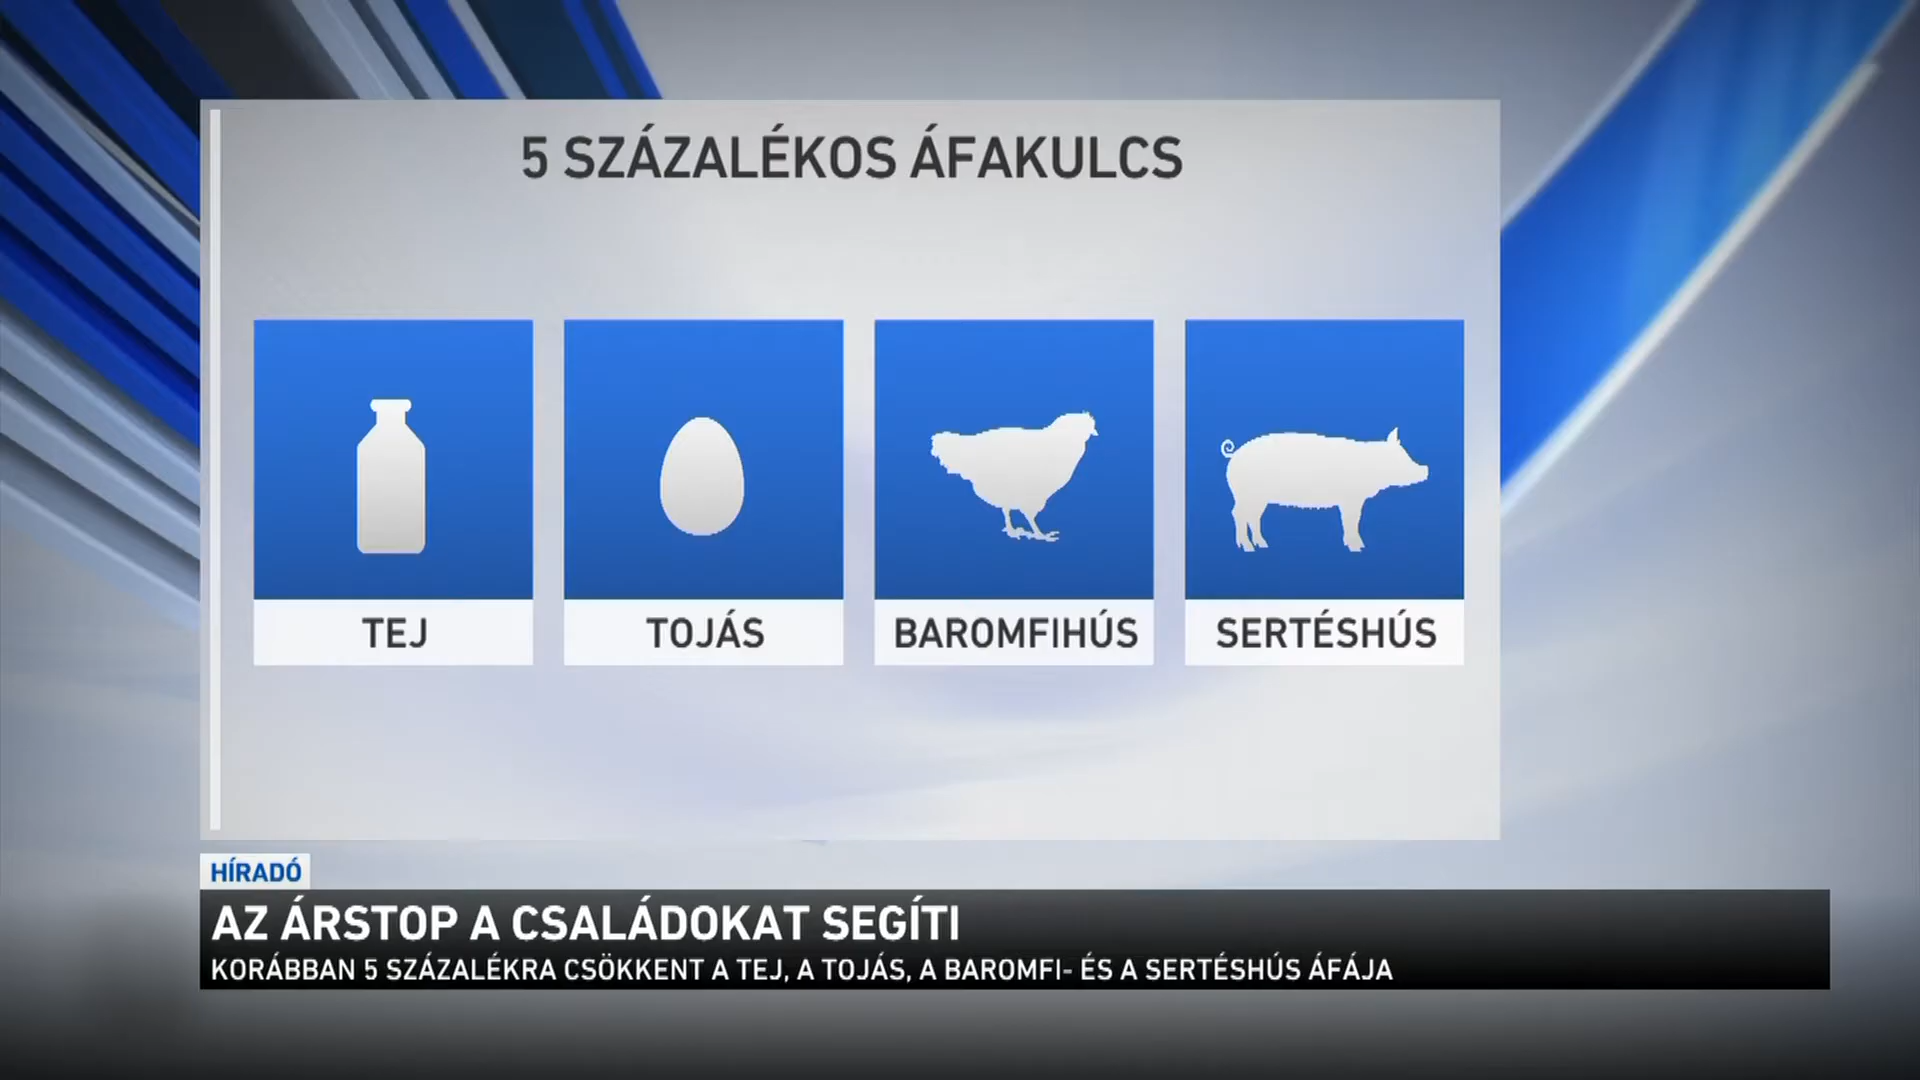 5 SZÁZALÉKOS ÁFAKULCS
TEJ
TOJÁS
BAROMFIHÚS
SERTÉSHÚS
HÍRADÓ
AZ ÁRSTOP A CSALÁDOKAT SEGÍTI
KORÁBBAN 5 SZÁZALÉKRA CSÖKKENT A TEJ, A TOJÁS, A BAROMFI- ÉS A SERTÉSHÚS ÁFÁJA